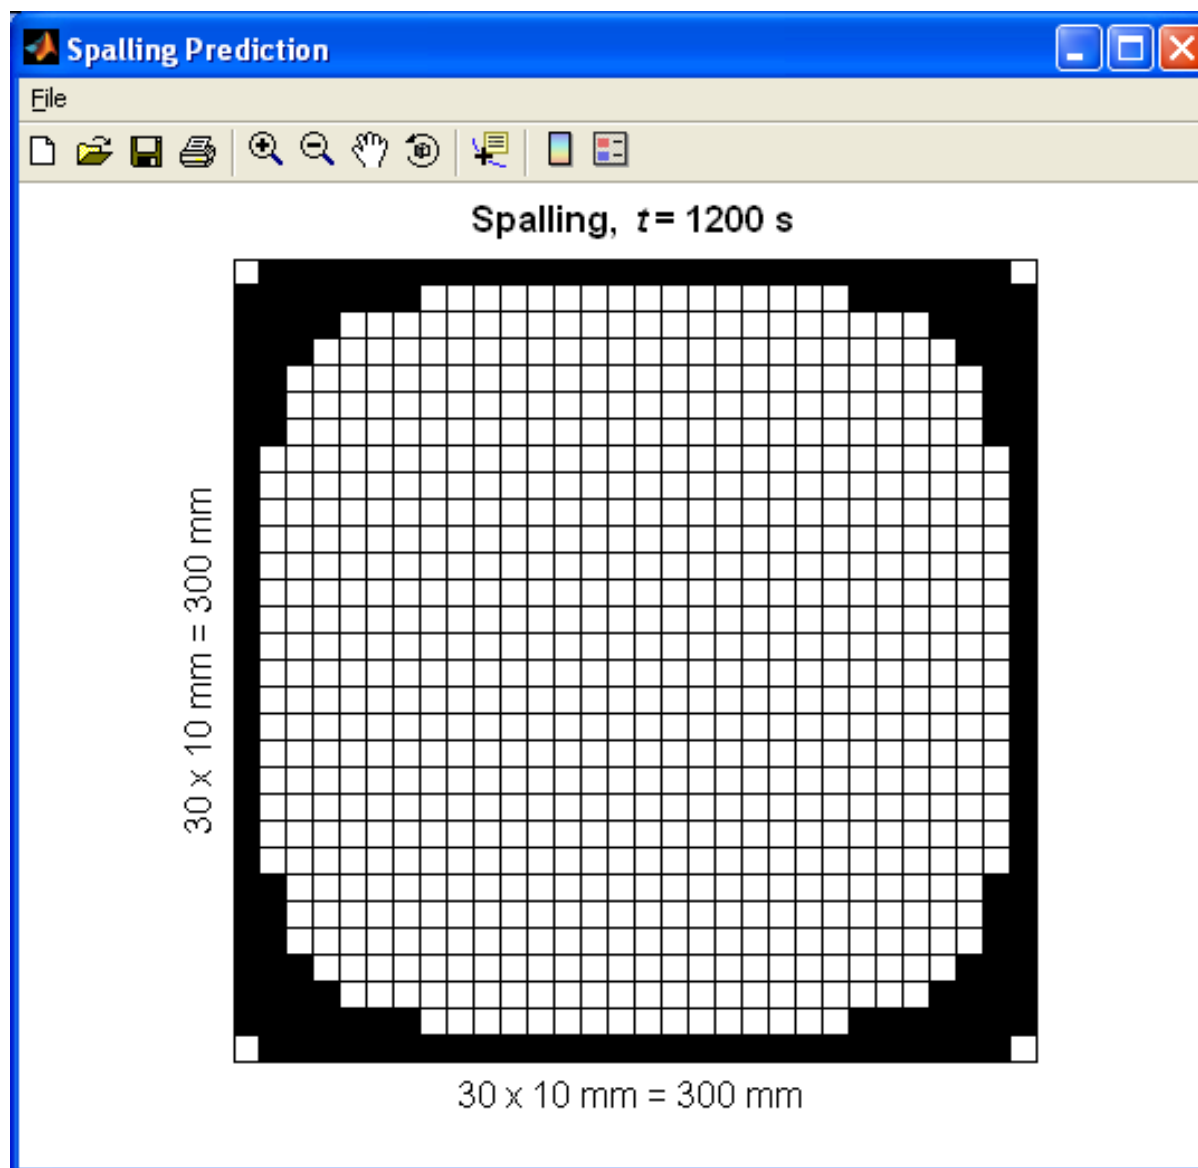 Spalling Prediction
File
Spalling, t = 1200 s
30 x 10 mm = 300 mm
30 x 10 mm = 300 mm